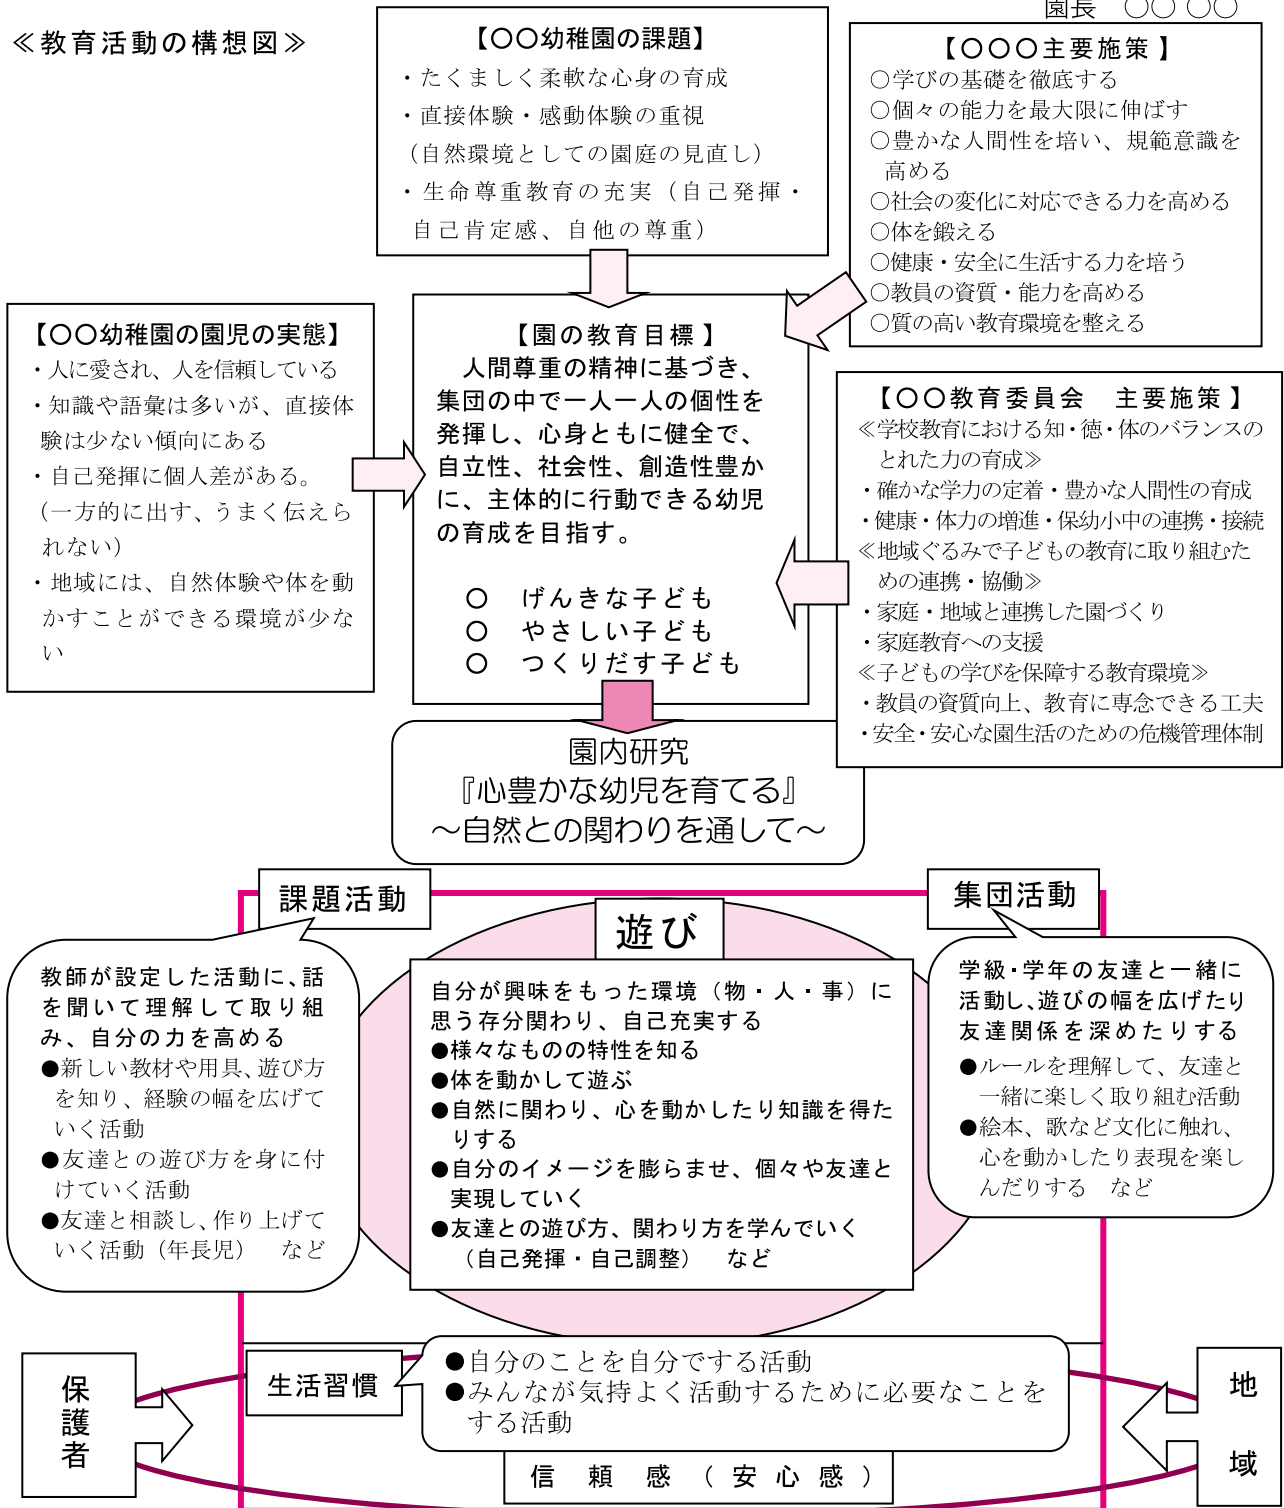 園長　〇〇 〇〇
≪教育活動の構想図≫
【〇〇幼稚園の課題】
・たくましく柔軟な心身の育成
・直接体験・感動体験の重視
（自然環境としての園庭の見直し）
・生命尊重教育の充実（自己発揮・
自己肯定感、自他の尊重）
【〇〇〇主要施策】
〇学びの基礎を徹底する
〇個々の能力を最大限に伸ばす
〇豊かな人間性を培い、規範意識を
高める
〇社会の変化に対応できる力を高める
〇体を鍛える
〇健康・安全に生活する力を培う
〇教員の資質・能力を高める
〇質の高い教育環境を整える
【〇〇幼稚園の園児の実態】
・人に愛され、人を信頼している
・知識や語彙は多いが、直接体
験は少ない傾向にある
・自己発揮に個人差がある。
（一方的に出す、うまく伝えら
れない）
・地域には、自然体験や体を動
かすことができる環境が少な
い
【園の教育目標】
人間尊重の精神に基づき、
集団の中で一人一人の個性を
発揮し、心身ともに健全で、
自立性、社会性、創造性豊か
に、主体的に行動できる幼児
の育成を目指す。
〇　げんきな子ども
〇　やさしい子ども
〇　つくりだす子ども
【〇〇教育委員会　主要施策】
≪学校教育における知・徳・体のバランスの
とれた力の育成≫
・確かな学力の定着・豊かな人間性の育成
・健康・体力の増進・保幼小中の連携・接続
≪地域ぐるみで子どもの教育に取り組むた
めの連携・協働≫
・家庭・地域と連携した園づくり
・家庭教育への支援
≪子どもの学びを保障する教育環境≫
・教員の資質向上、教育に専念できる工夫
・安全・安心な園生活のための危機管理体制
園内研究
『心豊かな幼児を育てる』
～自然との関わりを通して～
課題活動
教師が設定した活動に、話
を聞いて理解して取り組
み、自分の力を高める
●新しい教材や用具、遊び方
を知り、経験の幅を広げて
いく活動
●友達との遊び方を身に付
けていく活動
●友達と相談し、作り上げて
いく活動（年長児）　など
遊び
自分が興味をもった環境（物・人・事）に
思う存分関わり、自己充実する
●様々なものの特性を知る
●体を動かして遊ぶ
●自然に関わり、心を動かしたり知識を得た
りする
●自分のイメージを膨らませ、個々や友達と
実現していく
●友達との遊び方、関わり方を学んでいく
（自己発揮・自己調整）　など
集団活動
学級・学年の友達と一緒に
活動し、遊びの幅を広げたり
友達関係を深めたりする
●ルールを理解して、友達と
一緒に楽しく取り組む活動
●絵本、歌など文化に触れ、
心を動かしたり表現を楽し
んだりする　など
保護者
生活習慣
●自分のことを自分でする活動
●みんなが気持よく活動するために必要なことを
する活動
信頼感（安心感）
地域